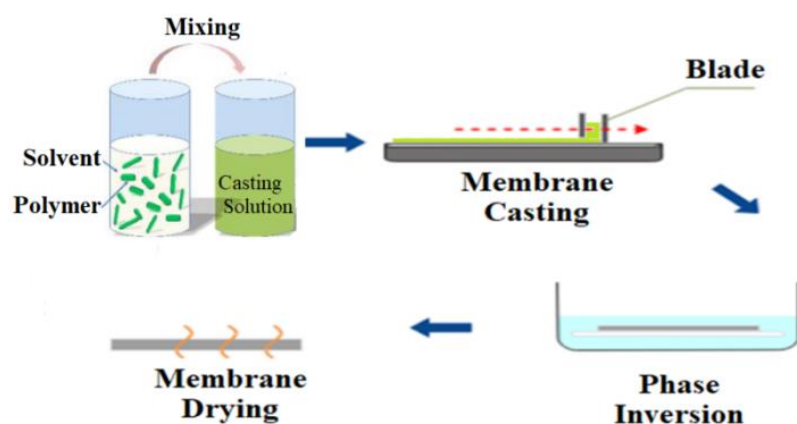 Mixing
Solvent
Polymer
Casting
Solution
Blade
Membrane
Casting
Membrane
Drying
Phase
Inversion